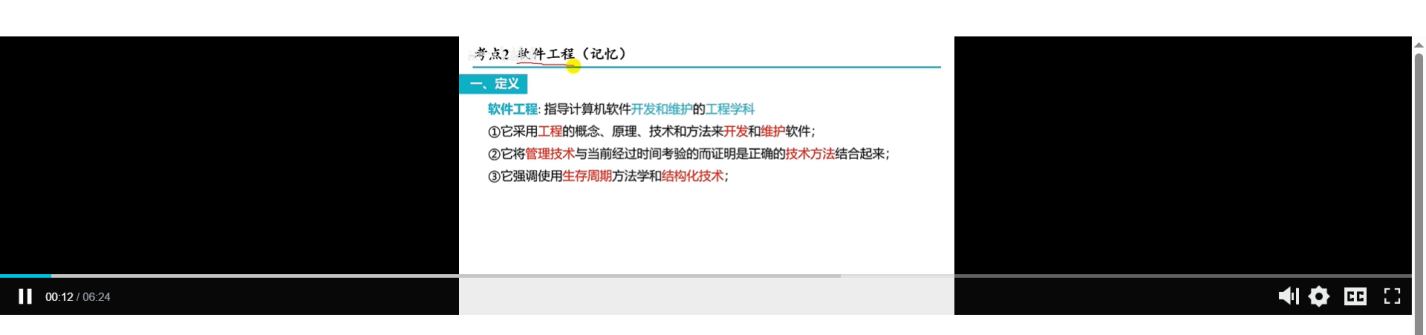 考点2 软件工程（记忆）
一、定义
软件工程: 指导计算机软件开发和维护的工程学科
①它采用工程的概念、原理、技术和方法来开发和维护软件；
②它将管理技术与当前经过时间考验的而证明是正确的技术方法结合起来；
③它强调使用生存周期方法学和结构化技术；
00:12 / 06:24
CC